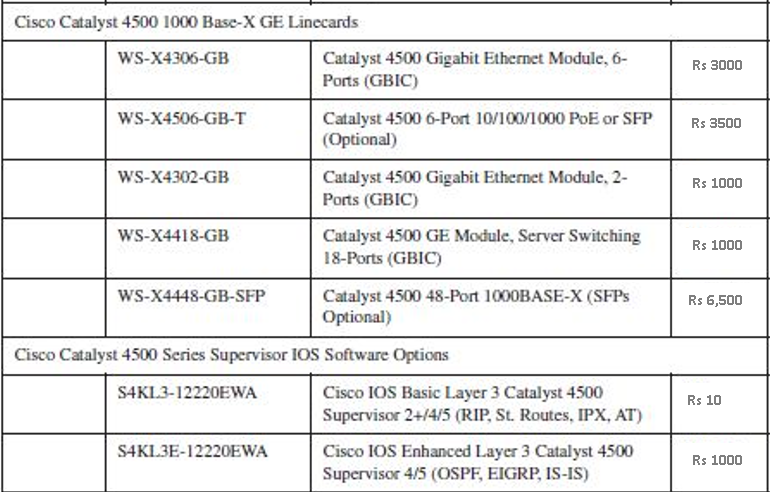 Cisco Catalyst 4500 1000 Base-X GE Linecards
WS-X4306-GB
Catalyst 4500 Gigabit Ethernet Module, 6-
Ports (GBIC)
Rs 3000
WS-X4506-GB-T
Catalyst 4500 6-Port 10/100/1000 PoE or SFP
(Optional)
Rs 3500
WS-X4302-GB
Catalyst 4500 Gigabit Ethernet Module, 2-
Ports (GBIC)
Rs 1000
WS-X4418-GB
Catalyst 4500 GE Module, Server Switching
18-Ports (GBIC)
Rs 1000
WS-X4448-GB-SFP
Catalyst 4500 48-Port 1000BASE-X (SFPs
Optional)
Rs 6,500
Cisco Catalyst 4500 Series Supervisor IOS Software Options
S4KL3-12220EWA
Cisco IOS Basic Layer 3 Catalyst 4500
Supervisor 2+/4/5 (RIP, St. Routes, IPX, AT)
Rs 10
S4KL3E-12220EWA
Cisco IOS Enhanced Layer 3 Catalyst 4500
Supervisor 4/5 (OSPF, EIGRP, IS-IS)
Rs 1000